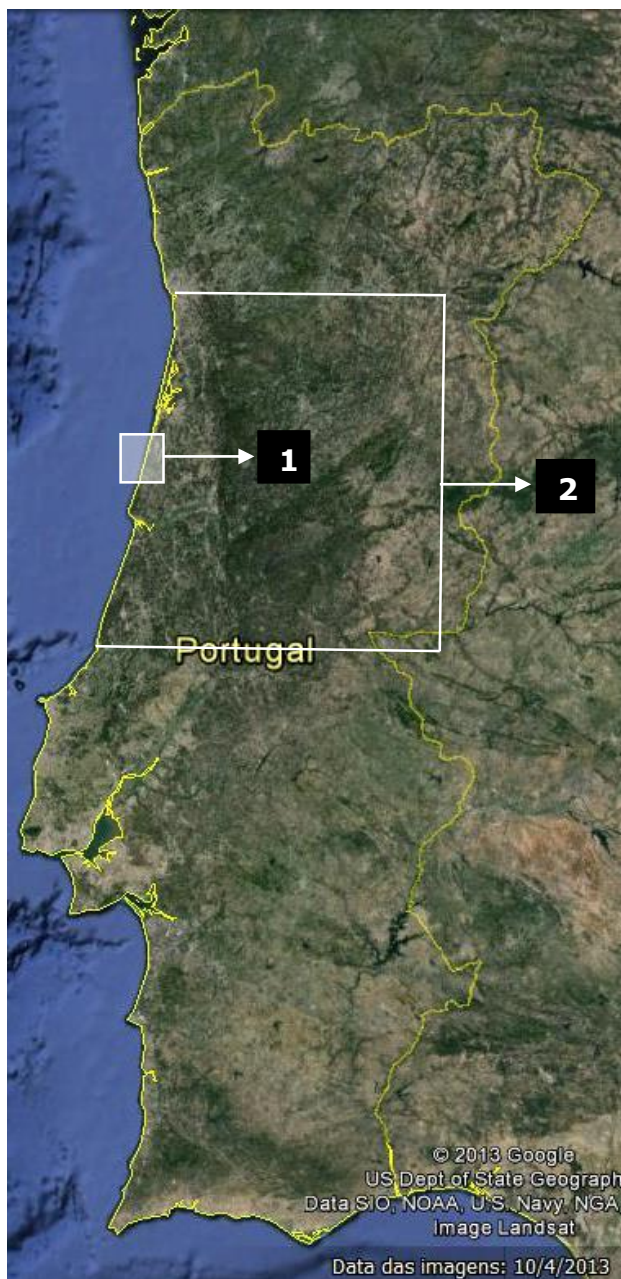 1
2
Portugal
© 2013 Google
US Dept of State Geograph
Data SIO, NOAA, U.S. Navy, NGA,
Image Landsat
Data das imagens: 10/4/2013